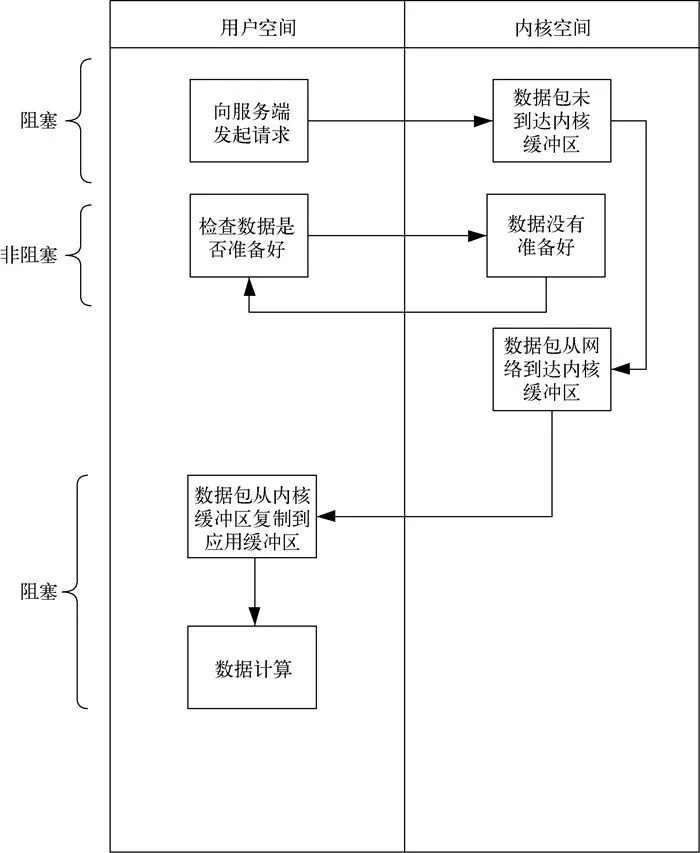 用户空间
内核空间
阻塞
向服务端
发起请求
数据包未
到达内核
缓冲区
非阻塞
检查数据是
否准备好
数据没有
准备好
数据包从网
络到达内核
缓冲区
阻塞
数据包从内核
缓冲区复制到
应用缓冲区
数据计算